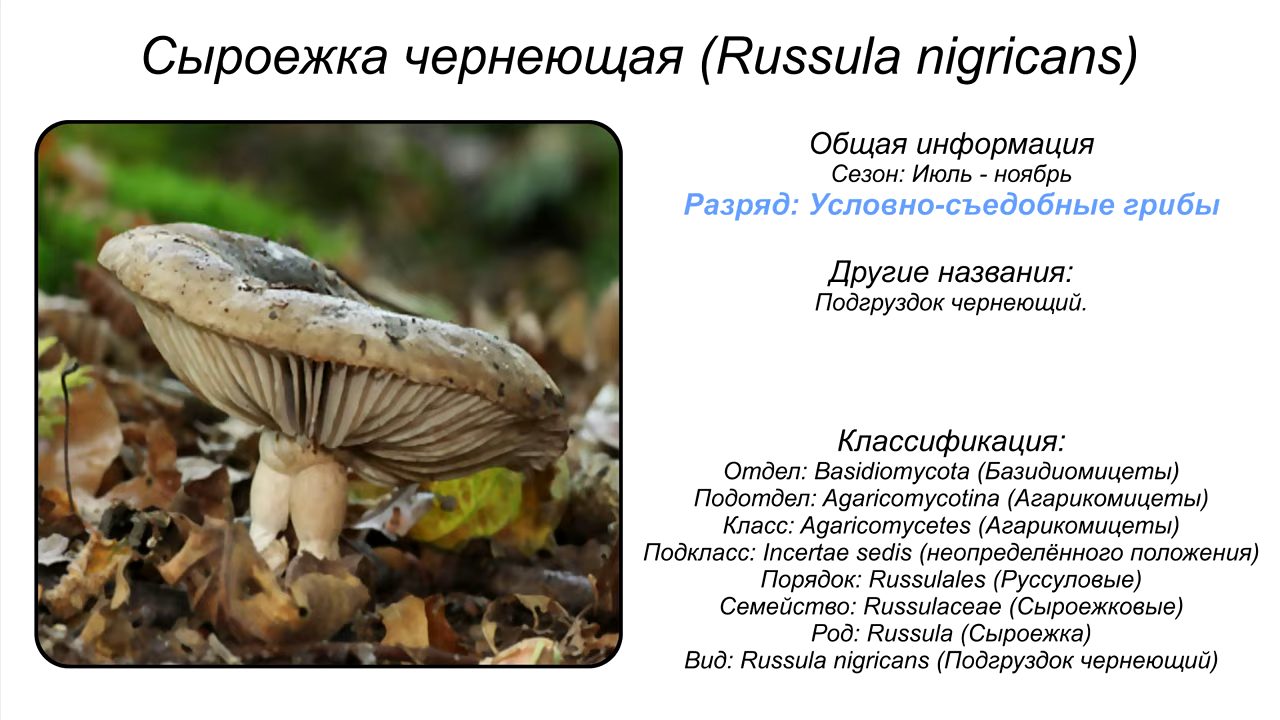 Сыроежка чернеющая (Russula nigricans)
Общая информация
Сезон: Июль - ноябрь
Разряд: Условно-съедобные грибы
Другие названия:
Подгруздок чернеющий.
Классификация:
Отдел: Basidiomycota (Базидиомицеты)
Подотдел: Agaricomycotina (Агарикомицеты)
Класс: Agaricomycetes (Агарикомицеты)
Подкласс: Incertae sedis (неопределённого положения)
Порядок: Russulales (Руссуловые)
Семейство: Russulaceae (Сыроежковые)
Род: Russula (Сыроежка)
Вид: Russula nigricans (Подгруздок чернеющий)